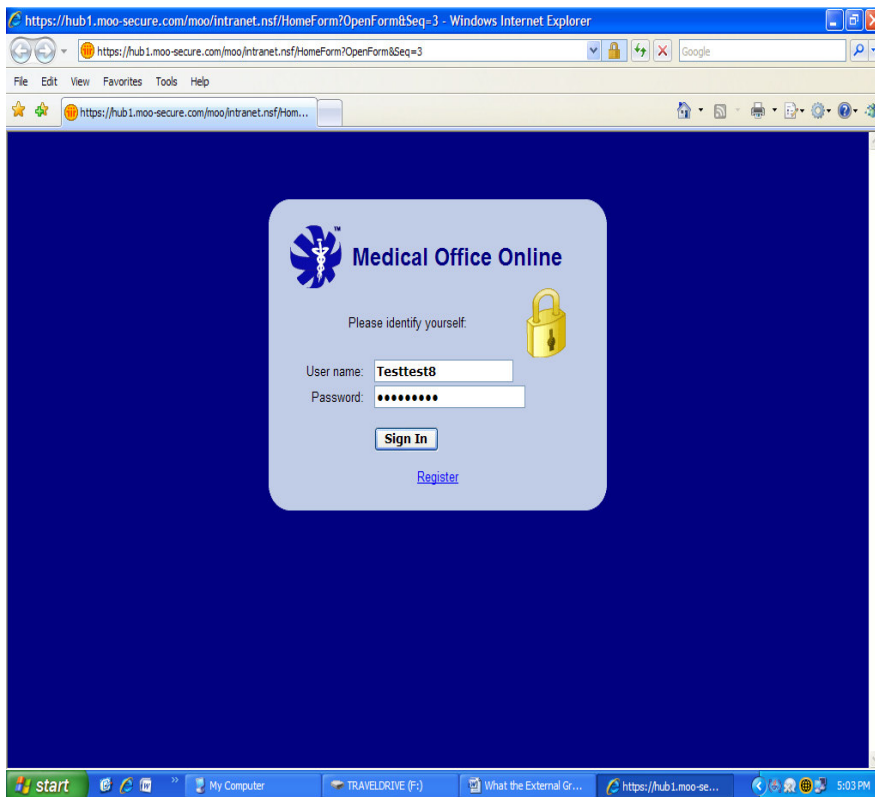 https://hub1.moo-secure.com/moo/intranet.nsf/HomeForm?OpenForm&Seq=3 - Windows Internet Explorer
https://hub1.moo-secure.com/moo/intranet.nsf/HomeForm?OpenForm&Seq=3
Google
File Edit View Favorites Tools Help
https://hub1.moo-secure.com/moo/intranet.nsf/Hom...
Medical Office Online
TM
Please identify yourself:
User name: Testtest8
Password: •••••••••
Sign In
Register
start
My Computer
TRAVELDRIVE (F:)
What the External Gr...
https://hub1.moo-se...
5:03 PM